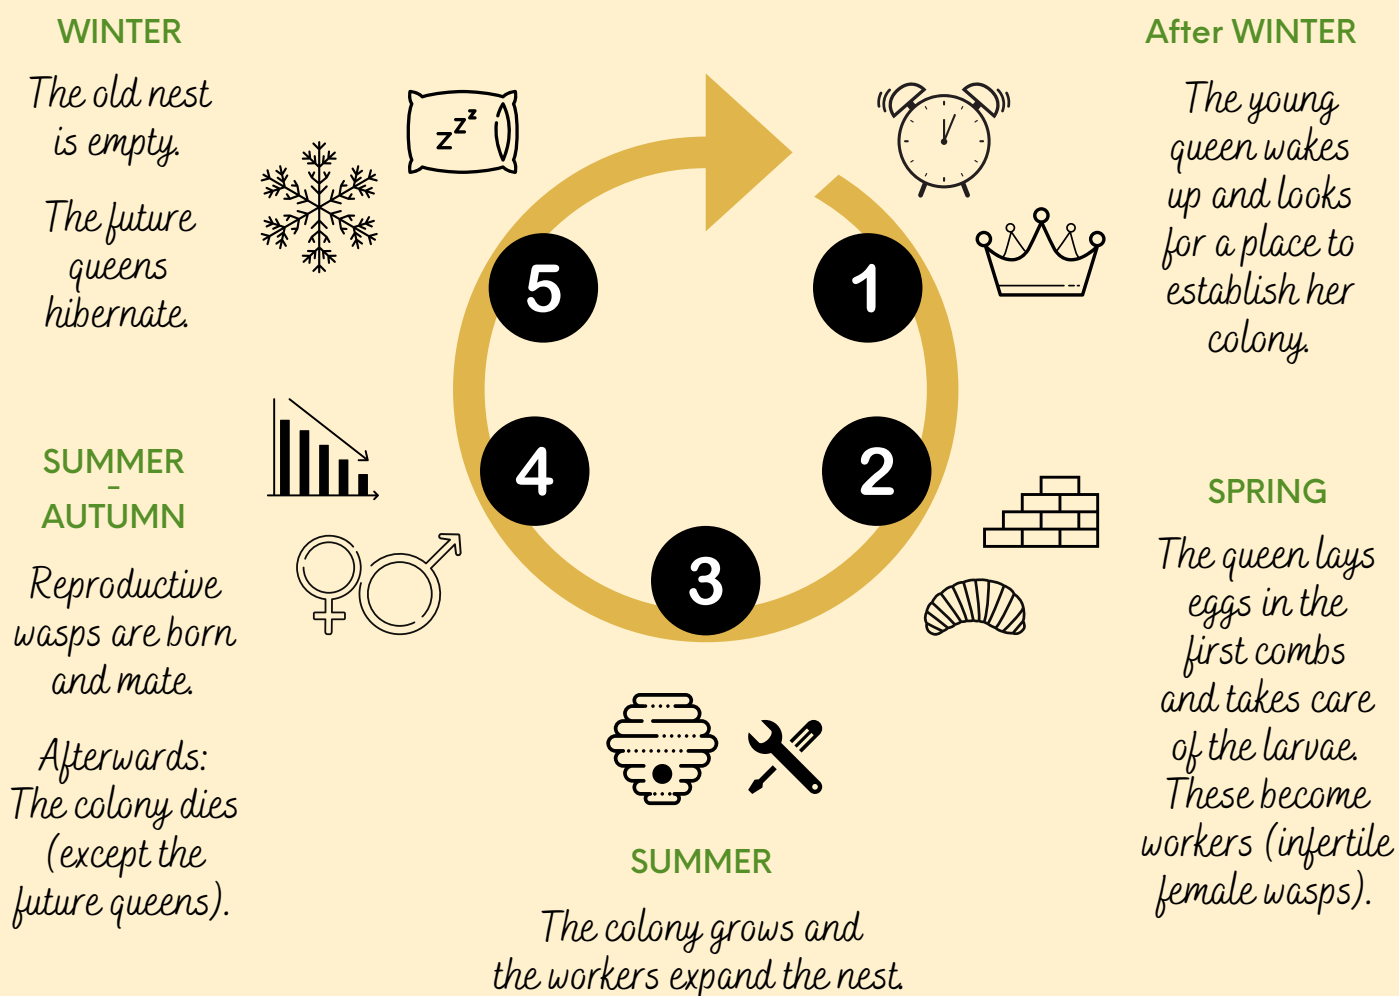 WINTER
The old nest
is empty.
The future
queens
hibernate.
zzz
After WINTER
The young
queen wakes
up and looks
for a place to
establish her
colony.
5
1
4
2
3
SUMMER
-
AUTUMN
Reproductive
wasps are born
and mate.
Afterwards:
The colony dies
(except the
future queens).
SPRING
The queen lays
eggs in the
first combs
and takes care
of the larvae.
These become
workers (infertile
female wasps).
SUMMER
The colony grows and
the workers expand the nest.